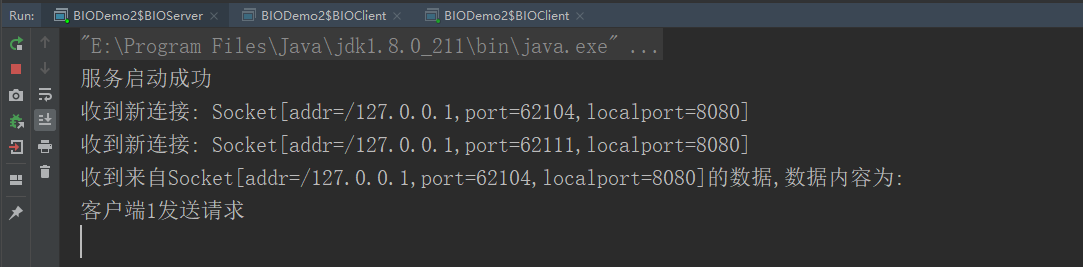 Run: BIODemo2$BIOServer × BIODemo2$BIOClient × BIODemo2$BIOClient ×
"E:\Program Files\Java\jdk1.8.0_211\bin\java.exe" ...
服务启动成功
收到新连接: Socket[addr=/127.0.0.1,port=62104,localport=8080]
收到新连接: Socket[addr=/127.0.0.1,port=62111,localport=8080]
收到来自Socket[addr=/127.0.0.1,port=62104,localport=8080]的数据,数据内容为:
客户端1发送请求